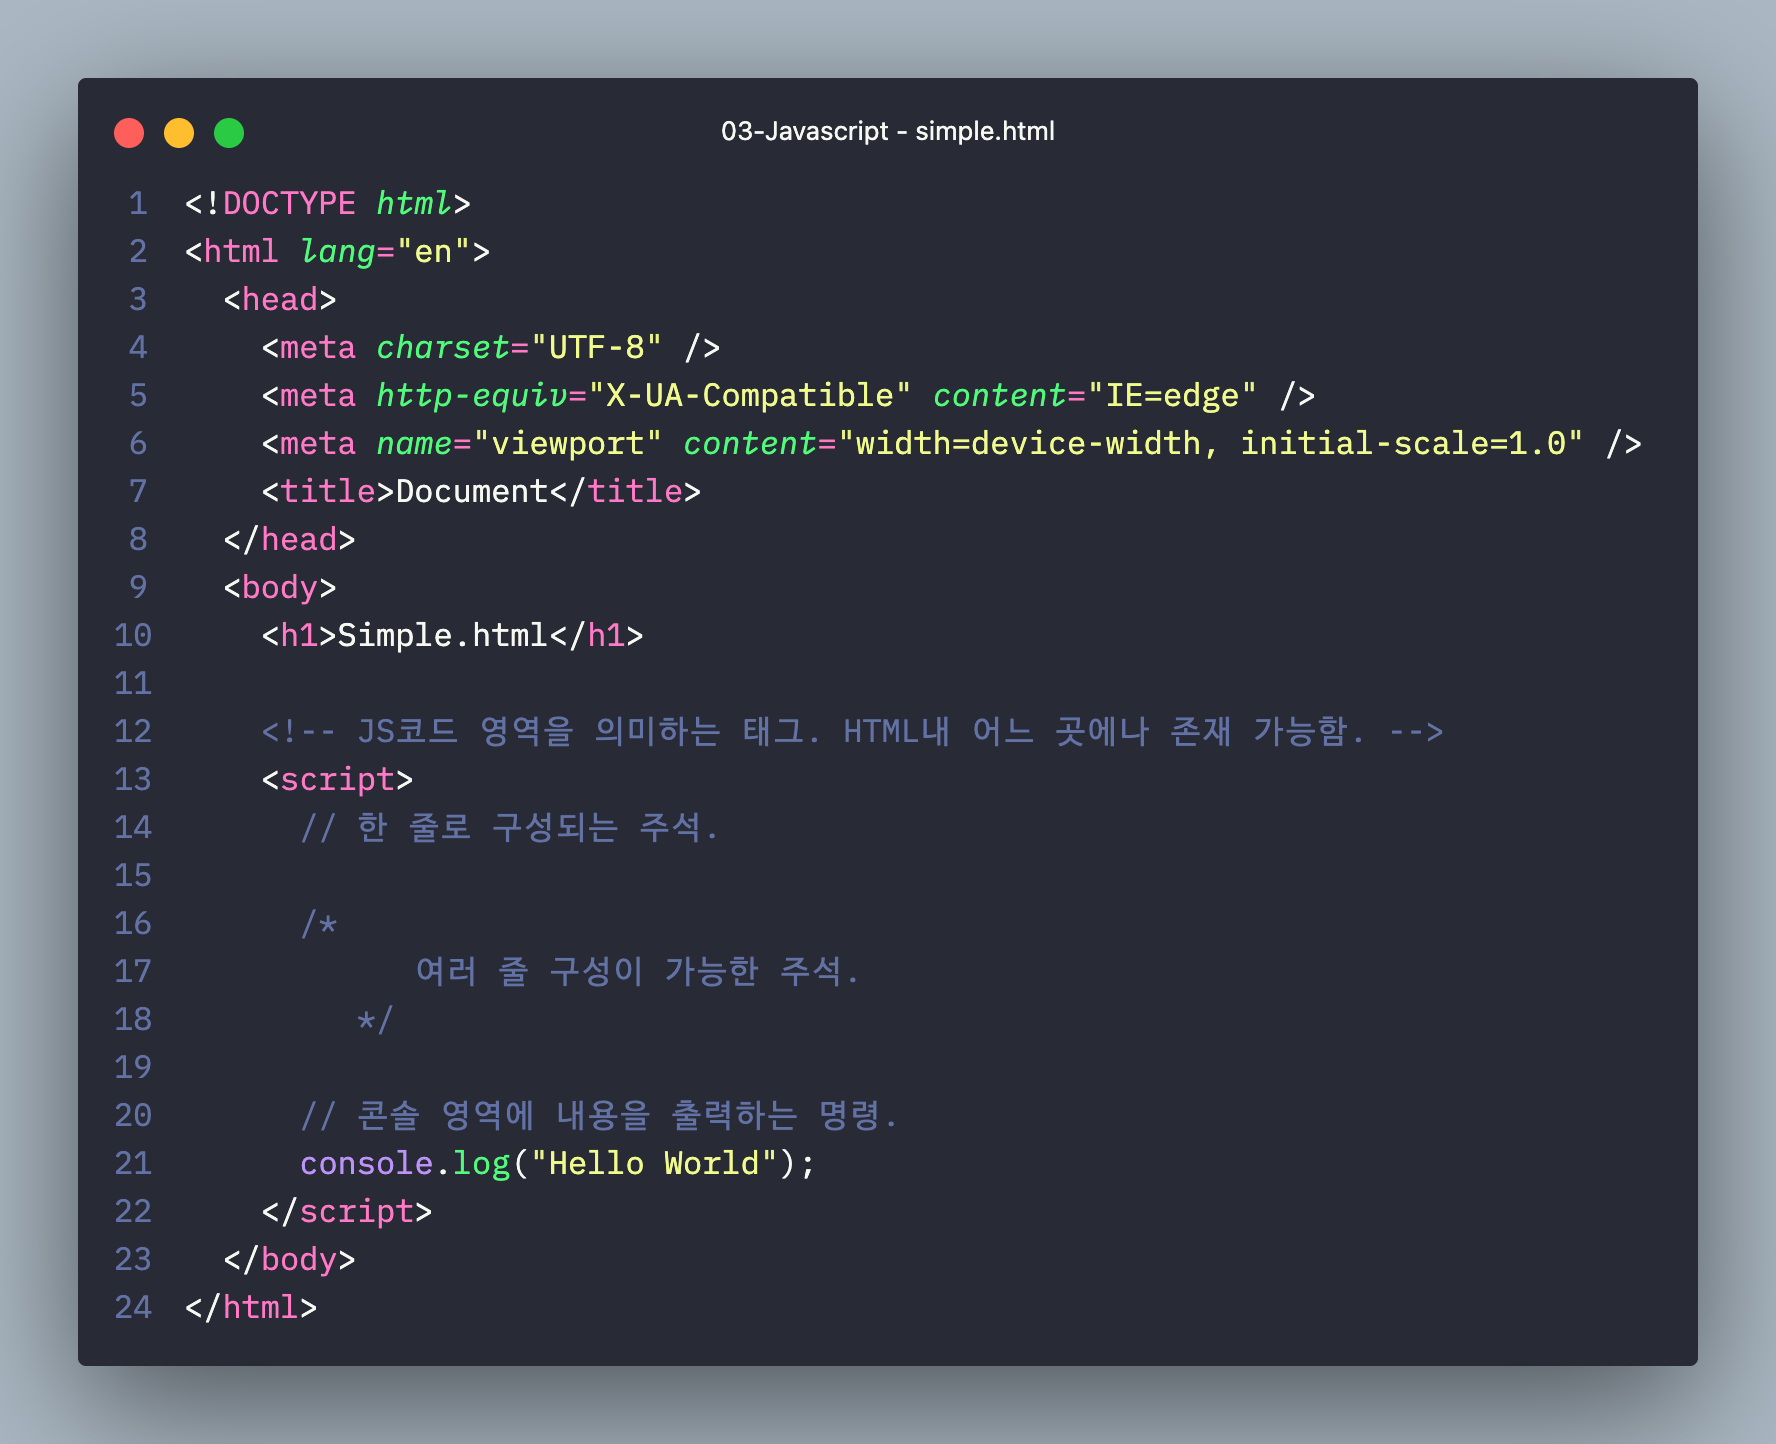 03-Javascript - simple.html
1 <!DOCTYPE html>
2 <html lang="en">
3   <head>
4     <meta charset="UTF-8" />
5     <meta http-equiv="X-UA-Compatible" content="IE=edge" />
6     <meta name="viewport" content="width=device-width, initial-scale=1.0" />
7     <title>Document</title>
8   </head>
9   <body>
10     <h1>Simple.html</h1>
11
12     <!-- JS코드 영역을 의미하는 태그. HTML내 어느 곳에나 존재 가능함. -->
13     <script>
14       // 한 줄로 구성되는 주석.
15
16       /*
17             여러 줄 구성이 가능한 주석.
18          */
19
20       // 콘솔 영역에 내용을 출력하는 명령.
21       console.log("Hello World");
22     </script>
23   </body>
24 </html>